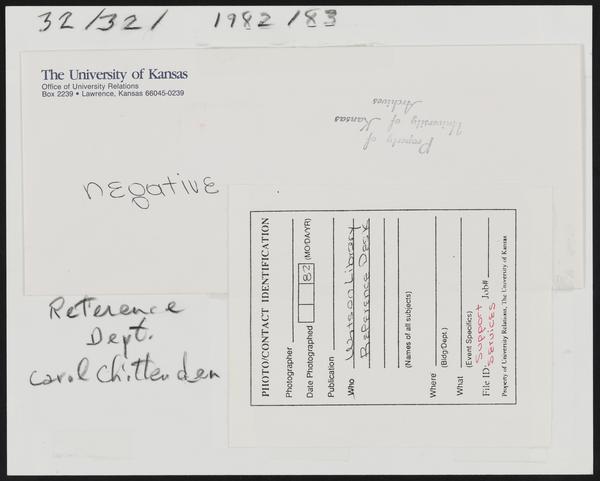 32/321 1982/83
The University of Kansas
Office of University Relations
Box 2239 • Lawrence, Kansas 66045-0239
Property of
University of Kansas
Archives
negative
Reference
Dept.
Carol Chittenden
PHOTO/CONTACT IDENTIFICATION
Photographer
Date Photographed 82 (MO/DA/YR)
Publication
Who Watson Library
Reference Desk
(Names of all subjects)
Where
(Bldg/Dept.)
What
(Event Specifics)
File ID: Support Services Job#
Property of University Relations, The University of Kansas